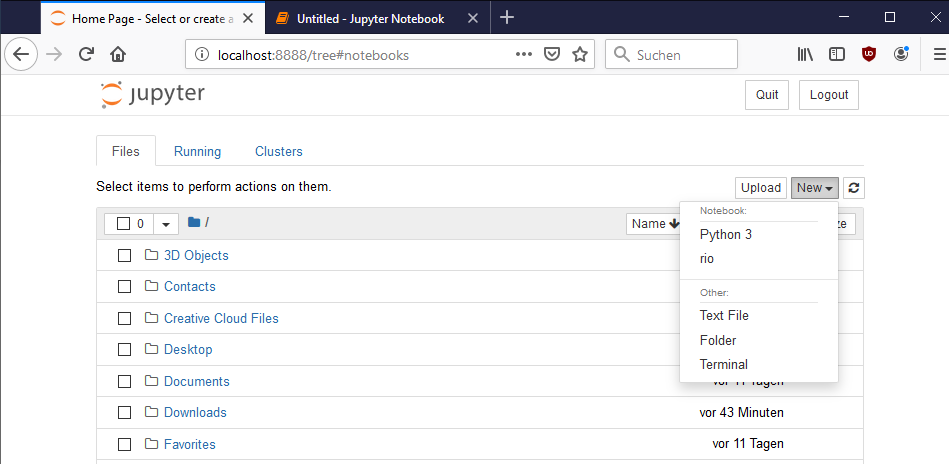 Home Page - Select or create a
Untitled - Jupyter Notebook
localhost:8888/tree#notebooks
Suchen
jupyter
Quit
Logout
Files
Running
Clusters
Select items to perform actions on them.
Upload
New
0
/
Name
Notebook:
Python 3
rio
Other:
Text File
Folder
Terminal
3D Objects
Contacts
Creative Cloud Files
Desktop
Documents
vor 11 Tagen
Downloads
vor 43 Minuten
Favorites
vor 11 Tagen